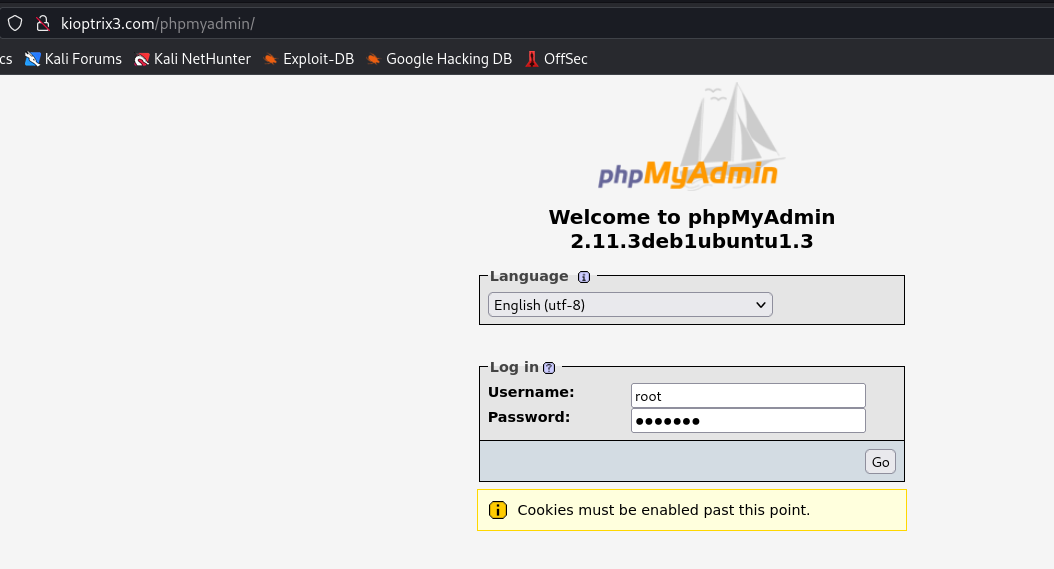 kioptrix3.com/phpmyadmin/
cs Kali Forums Kali NetHunter Exploit-DB Google Hacking DB OffSec
phpMyAdmin
Welcome to phpMyAdmin
2.11.3deb1ubuntu1.3
Language
English (utf-8)
Log in
Username:
root
Password:
●●●●●●●
Go
Cookies must be enabled past this point.